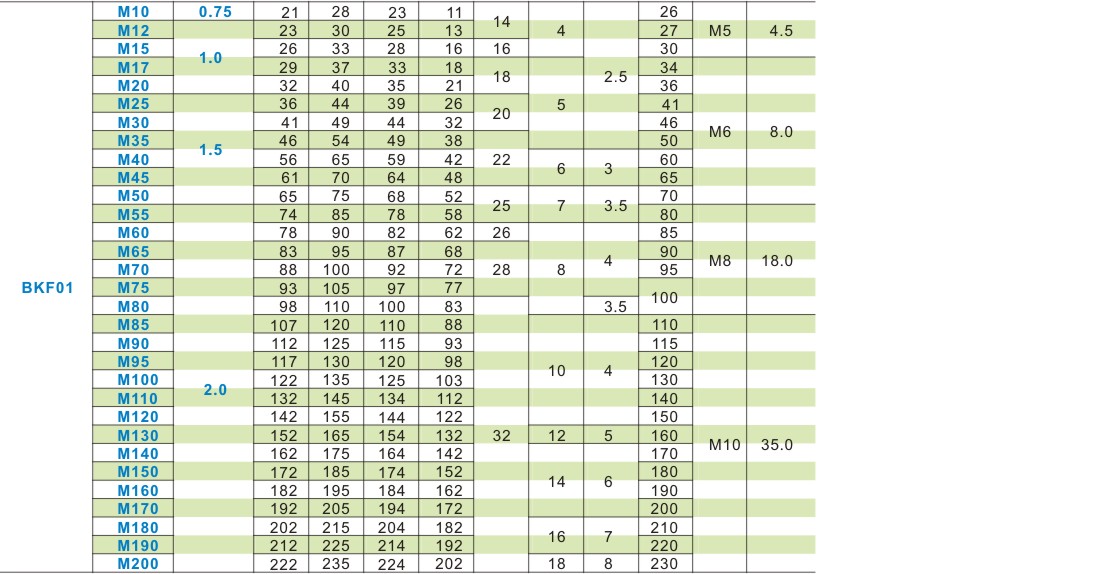 M10 0.75 21 28 23 11 14 26
M12 23 30 25 13 4 27 M5 4.5
M15 1.0 26 33 28 16 16 30
M17 29 37 33 18 18 2.5 34
M20 32 40 35 21 36
M25 36 44 39 26 20 5 41
M30 41 49 44 32 46 M6 8.0
M35 1.5 46 54 49 38 50
M40 56 65 59 42 22 6 3 60
M45 61 70 64 48 65
M50 65 75 68 52 25 7 3.5 70
M55 74 85 78 58 80
M60 78 90 82 62 26 85
M65 83 95 87 68 4 90 M8 18.0
M70 88 100 92 72 28 8 95
BKF01 M75 93 105 97 77 100
M80 98 110 100 83 3.5
M85 107 120 110 88 110
M90 112 125 115 93 115
M95 117 130 120 98 10 4 120
M100 2.0 122 135 125 103 130
M110 132 145 134 112 140
M120 142 155 144 122 150
M130 152 165 154 132 32 12 5 160 M10 35.0
M140 162 175 164 142 170
M150 172 185 174 152 14 6 180
M160 182 195 184 162 190
M170 192 205 194 172 200
M180 202 215 204 182 16 7 210
M190 212 225 214 192 220
M200 222 235 224 202 18 8 230